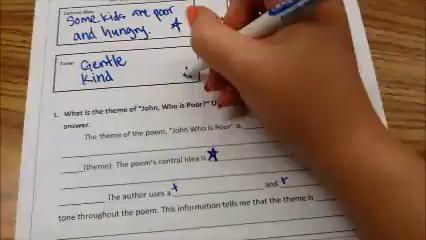 Central Idea:
Some kids are poor
and hungry.
Tone:
Gentle
Kind
1. What is the theme of "John, Who is Poor?"
answer:
The theme of the poem, "John Who is Poor" is
(theme) The poem's central idea is
The author uses a and
tone throughout the poem. This information tells me that the theme is